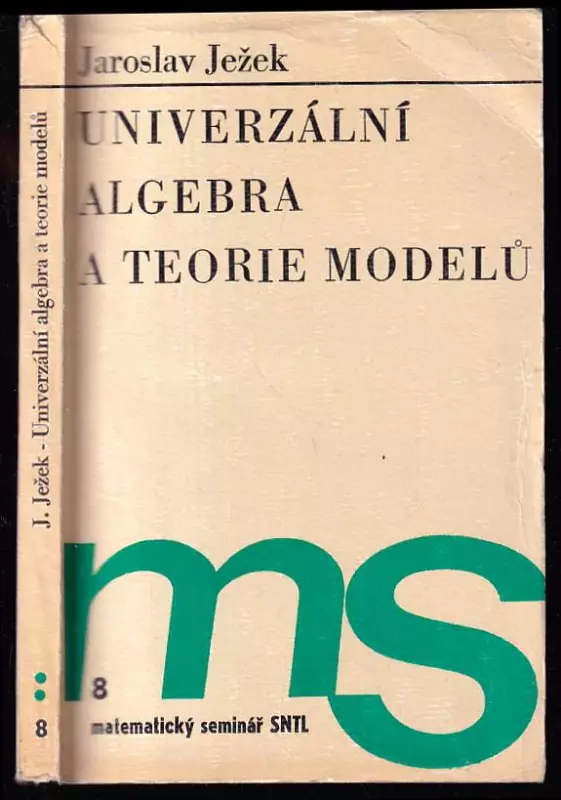 Jaroslav Ježek
UNIVERZÁLNÍ
ALGEBRA
A TEORIE MODELŮ
J. Ježek - Univerzální algebra a teorie modelů
ms
8
matematický seminář SNTL
8